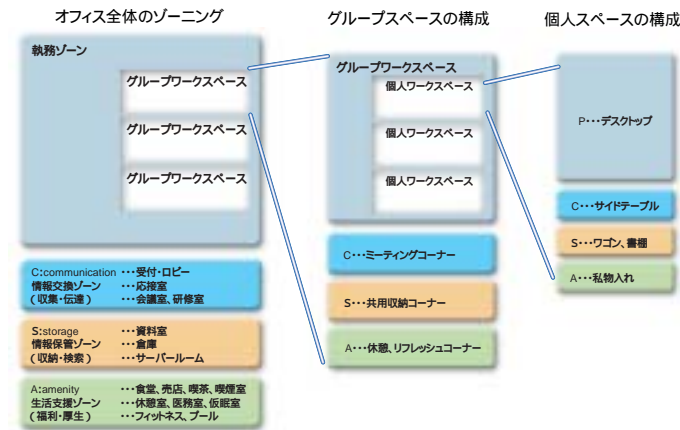 オフィス全体のゾーニング
執務ゾーン
グループワークスペース
グループワークスペース
グループワークスペース
C:communication ・・・受付・ロビー
情報交換ゾーン ・・・応接室
(収集・伝達) ・・・会議室、研修室
S:storage ・・・資料室
情報保管ゾーン ・・・倉庫
(収納・検索) ・・・サーバールーム
A:amenity ・・・食堂、売店、喫茶、喫煙室
生活支援ゾーン ・・・休憩室、医務室、仮眠室
(福利・厚生) ・・・フィットネス、プール
グループスペースの構成
グループワークスペース
個人ワークスペース
個人ワークスペース
個人ワークスペース
C・・・ミーティングコーナー
S・・・共用収納コーナー
A・・・休憩、リフレッシュコーナー
個人スペースの構成
P・・・デスクトップ
C・・・サイドテーブル
S・・・ワゴン、書棚
A・・・私物入れ